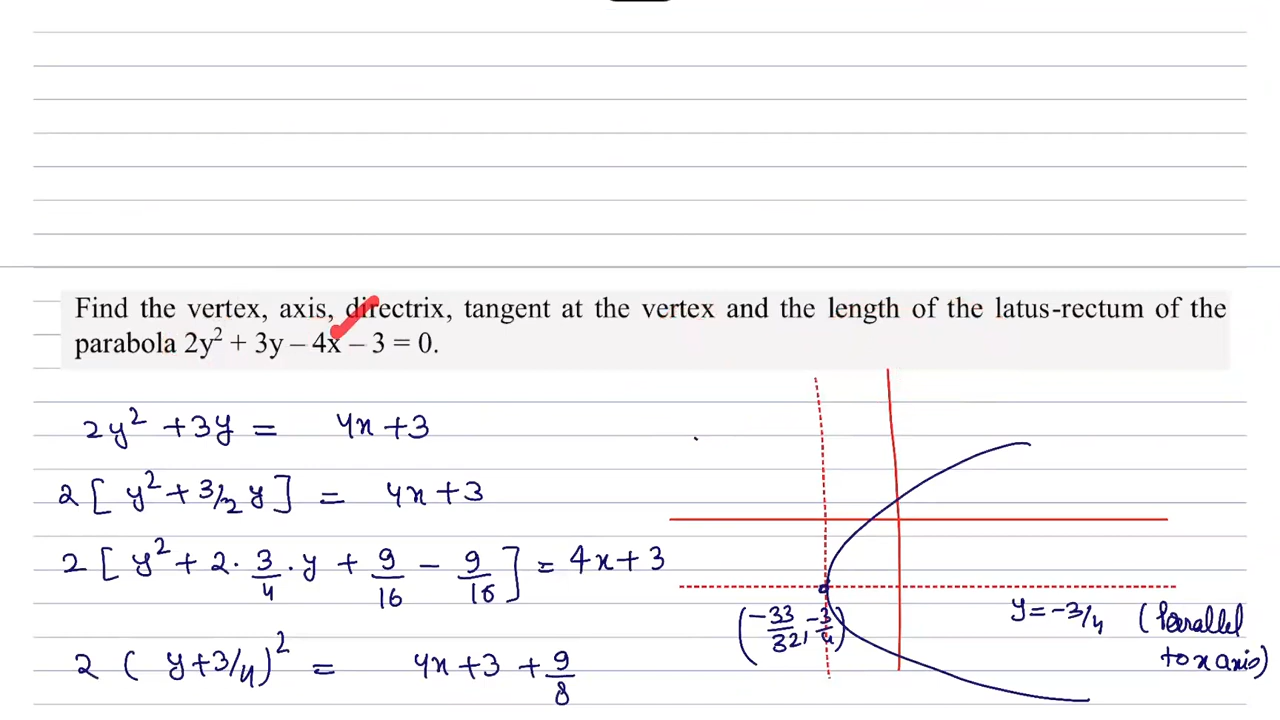 Find the vertex, axis, directrix, tangent at the vertex and the length of the latus-rectum of the
parabola 2y² + 3y – 4x – 3 = 0.
2y² + 3y = 4x + 3
2 [ y² + 3/2 y ] = 4x + 3
2 [ y² + 2 · 3/4 · y + 9/16 − 9/16 ] = 4x + 3
2 ( y + 3/4 )² = 4x + 3 + 9/8
( −33/32, −3/4 )
y = −3/4 ( Parallel
to x axis)